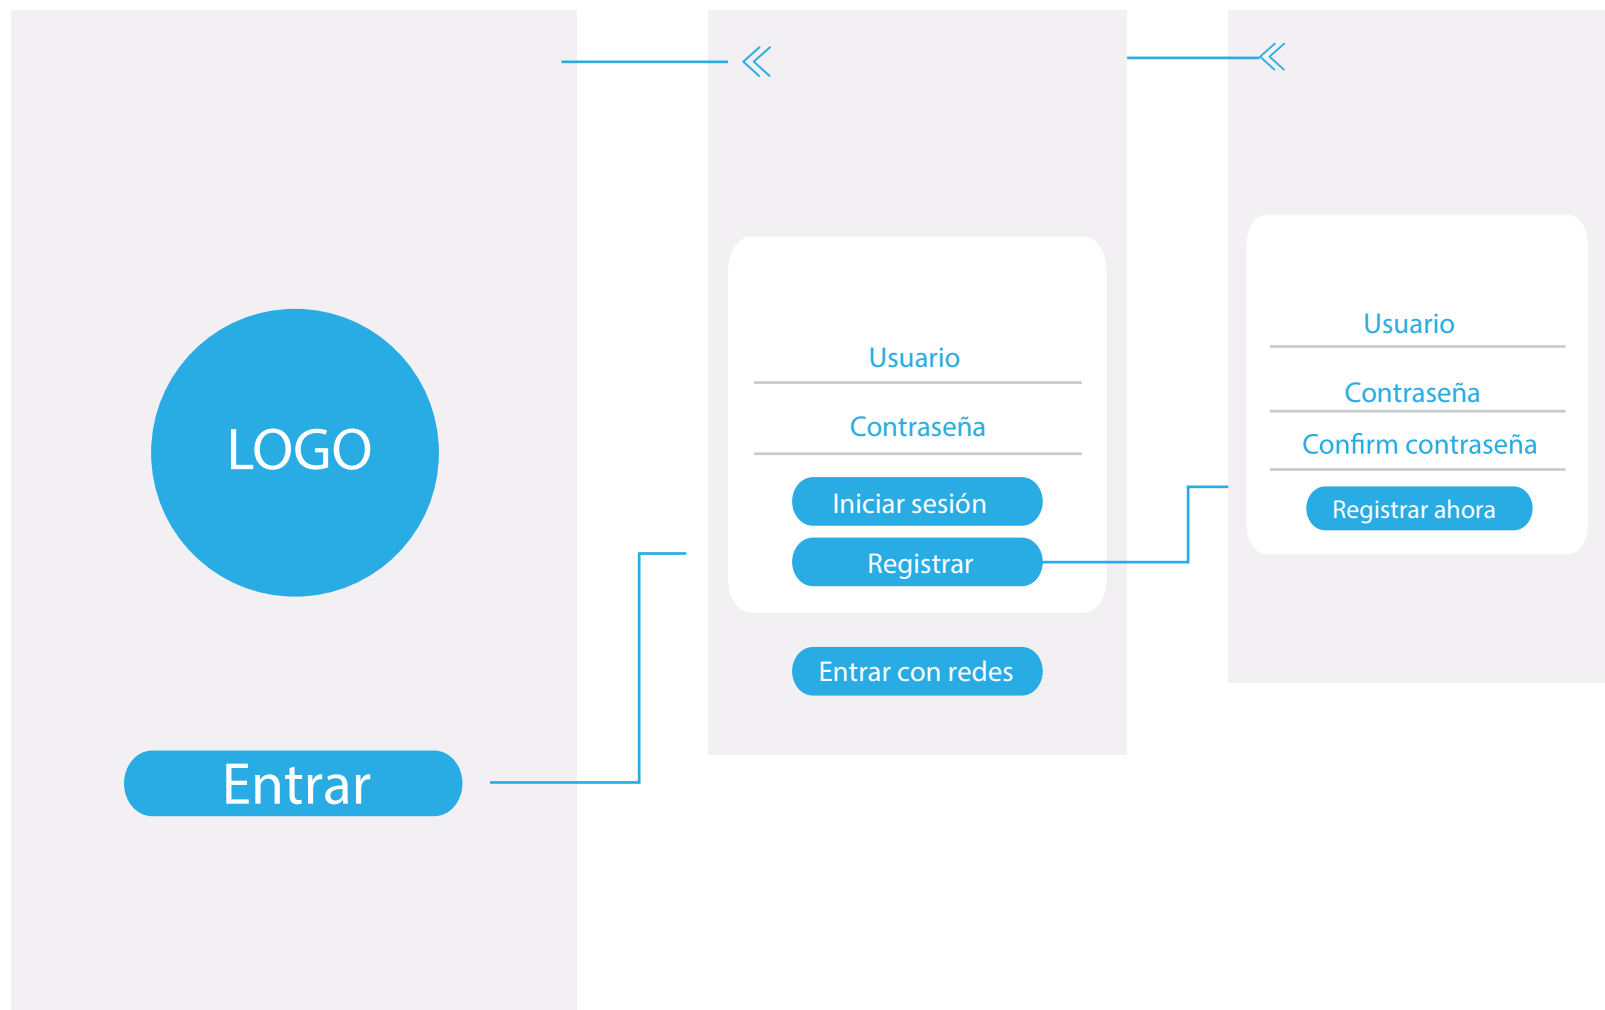 LOGO
Entrar
Usuario
Contraseña
Iniciar sesión
Registrar
Entrar con redes
Usuario
Contraseña
Confirm contraseña
Registrar ahora